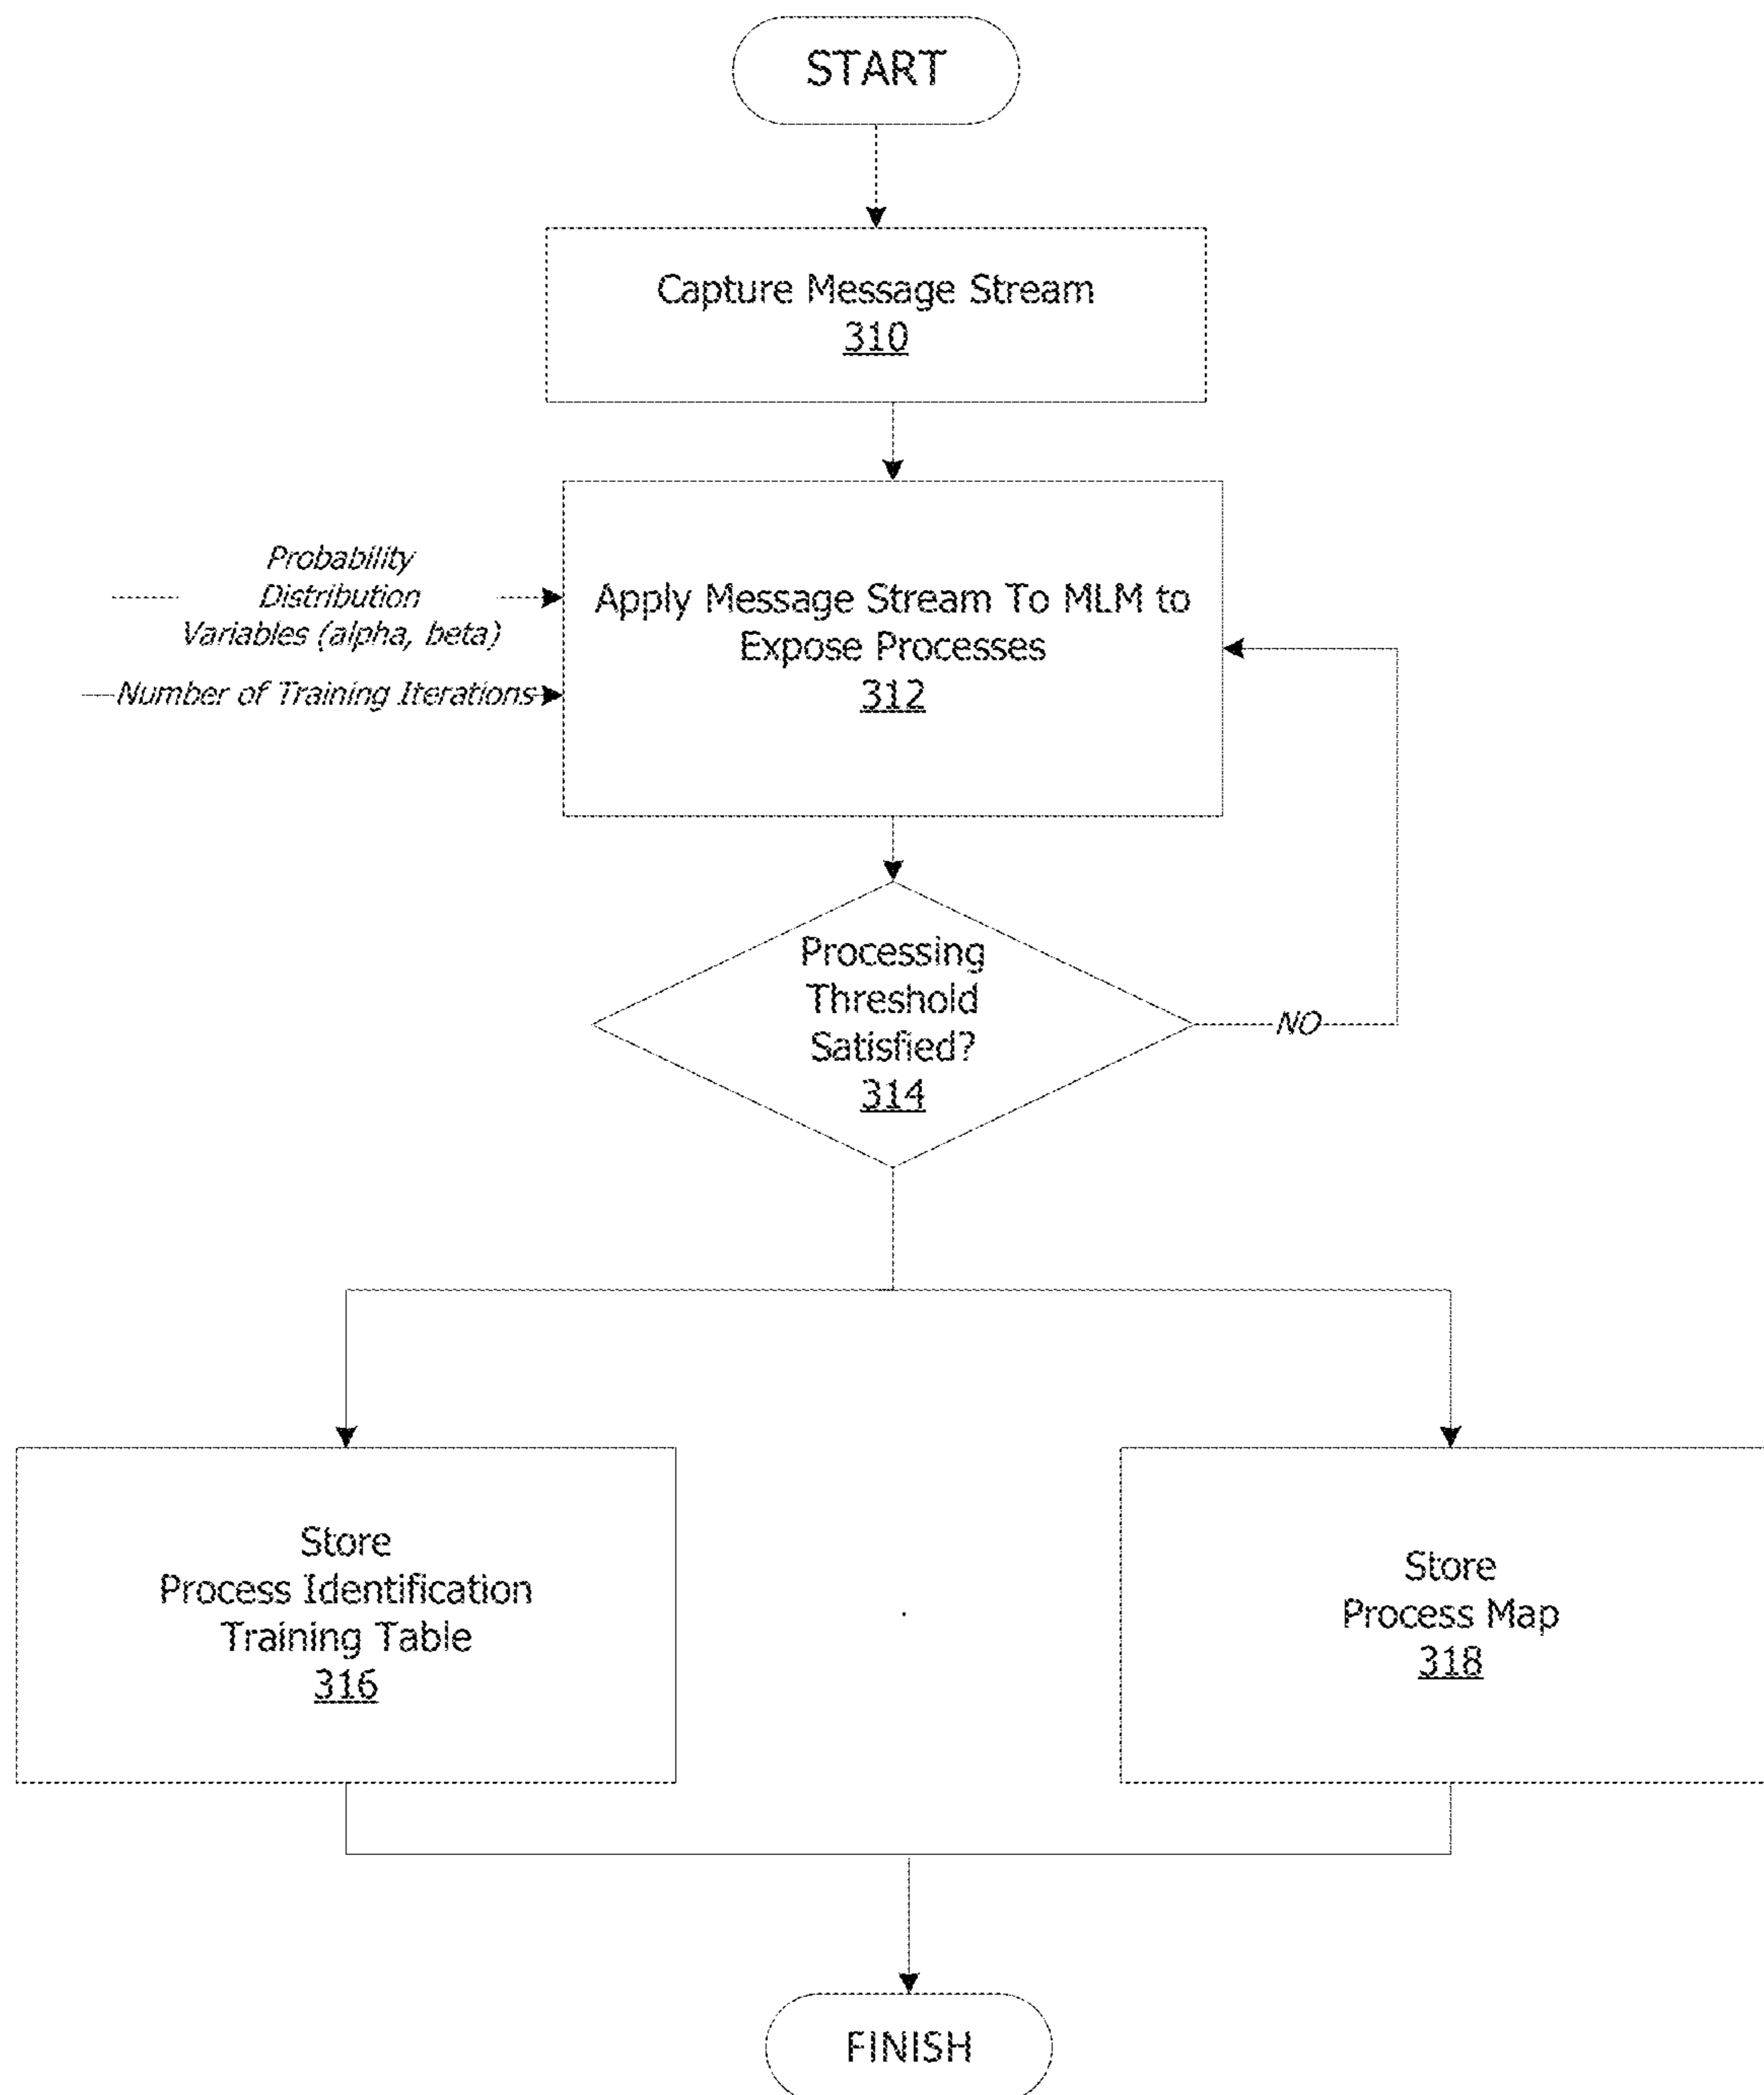 START
Capture Message Stream
310
Probability
Distribution
Variables (alpha, beta)
Number of Training Iterations
Apply Message Stream To MLM to
Expose Processes
312
Processing
Threshold
Satisfied?
314
NO
Store
Process Identification
Training Table
316
Store
Process Map
318
FINISH